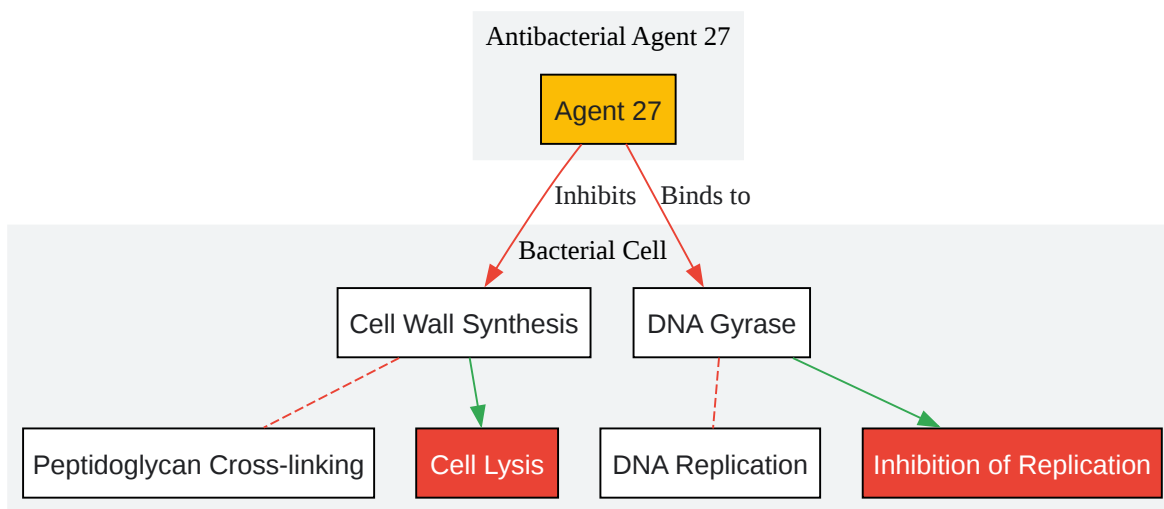 Antibacterial Agent 27
Agent 27
Inhibits
Binds to
Bacterial Cell
Cell Wall Synthesis
DNA Gyrase
Peptidoglycan Cross-linking
Cell Lysis
DNA Replication
Inhibition of Replication